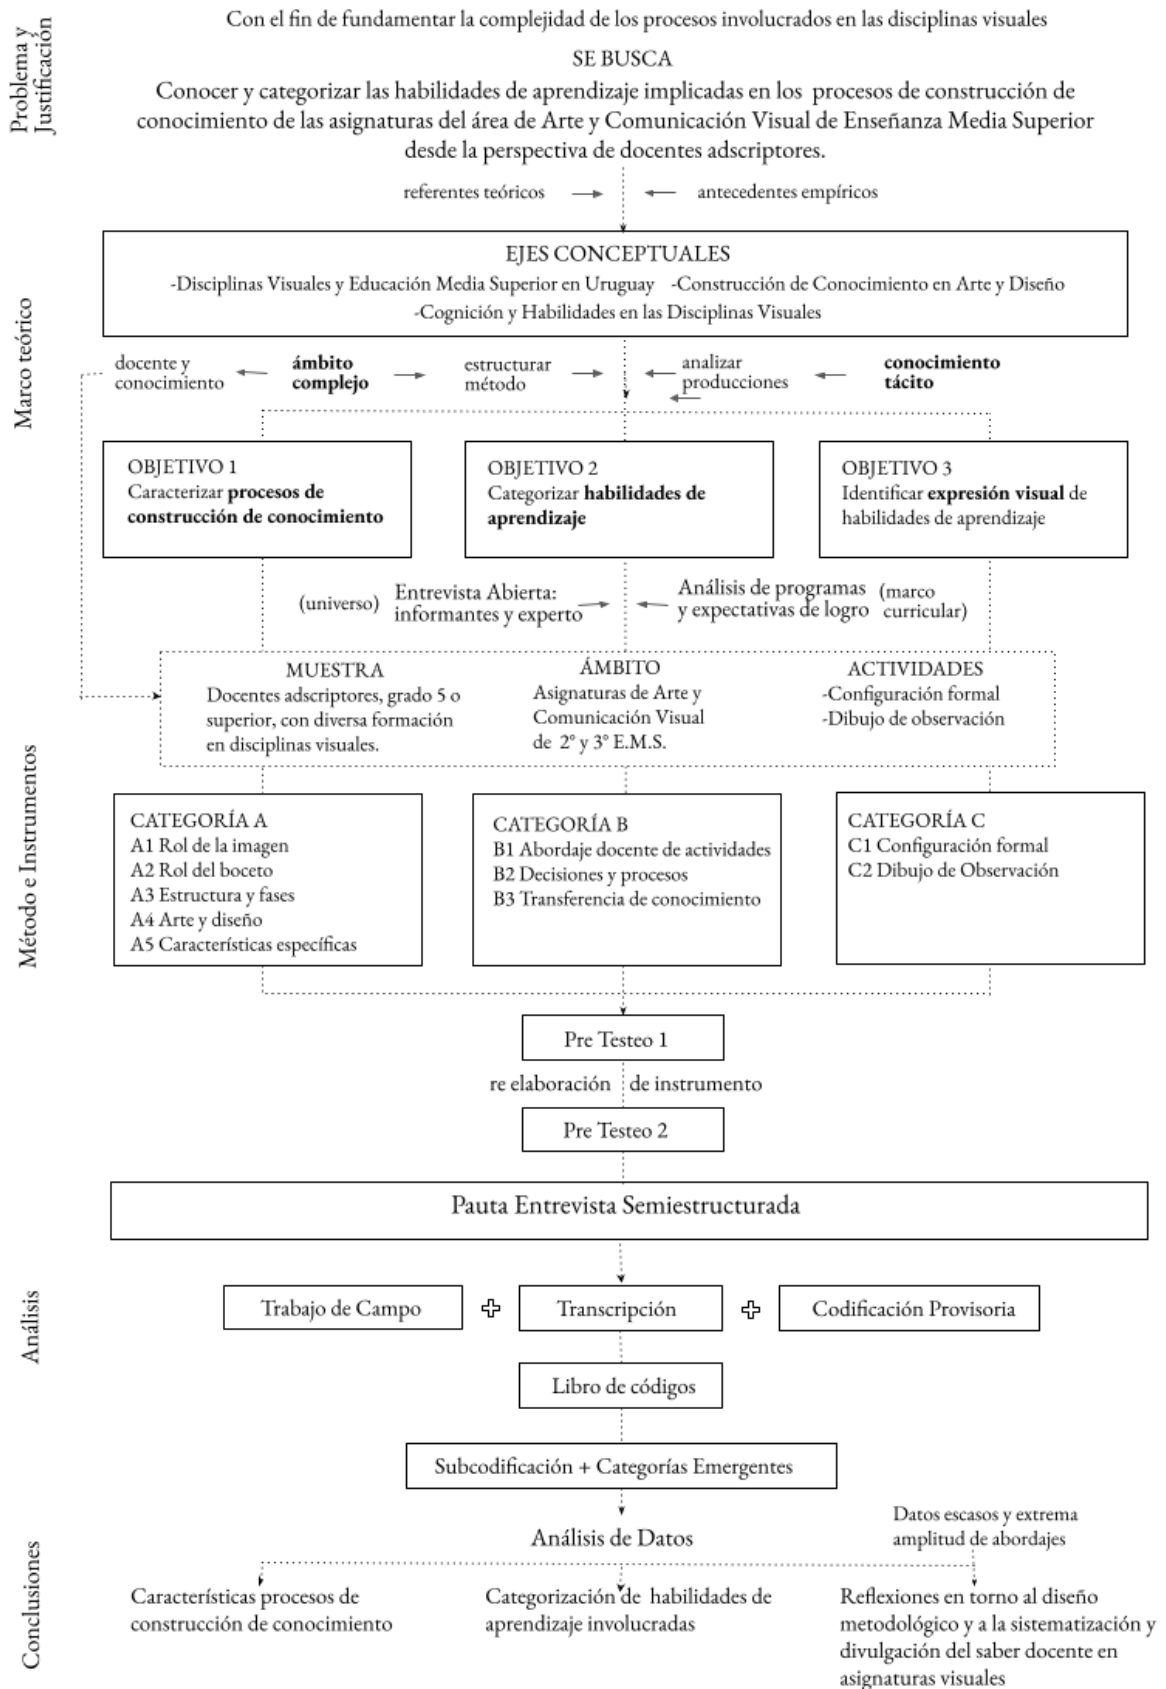 Problema y
Justificación
Con el fin de fundamentar la complejidad de los procesos involucrados en las disciplinas visuales
SE BUSCA
Conocer y categorizar las habilidades de aprendizaje implicadas en los procesos de construcción de
conocimiento de las asignaturas del área de Arte y Comunicación Visual de Enseñanza Media Superior
desde la perspectiva de docentes adscriptores.
referentes teóricos
antecedentes empíricos
Marco teórico
EJES CONCEPTUALES
-Disciplinas Visuales y Educación Media Superior en Uruguay -Construcción de Conocimiento en Arte y Diseño
-Cognición y Habilidades en las Disciplinas Visuales
docente y
conocimiento
ámbito
complejo
estructurar
método
analizar
producciones
conocimiento
tácito
OBJETIVO 1
Caracterizar procesos de
construcción de conocimiento
OBJETIVO 2
Categorizar habilidades de
aprendizaje
OBJETIVO 3
Identificar expresión visual de
habilidades de aprendizaje
Método e Instrumentos
(universo)
Entrevista Abierta:
informantes y experto
Análisis de programas
y expectativas de logro
(marco
curricular)
MUESTRA
Docentes adscriptores, grado 5 o
superior, con diversa formación
en disciplinas visuales.
ÁMBITO
Asignaturas de Arte y
Comunicación Visual
de 2° y 3° E.M.S.
ACTIVIDADES
-Configuración formal
-Dibujo de observación
CATEGORÍA A
A1 Rol de la imagen
A2 Rol del boceto
A3 Estructura y fases
A4 Arte y diseño
A5 Características específicas
CATEGORÍA B
B1 Abordaje docente de actividades
B2 Decisiones y procesos
B3 Transferencia de conocimiento
CATEGORÍA C
C1 Configuración formal
C2 Dibujo de Observación
Pre Testeo 1
re elaboración de instrumento
Pre Testeo 2
Pauta Entrevista Semiestructurada
Análisis
Trabajo de Campo
Transcripción
Codificación Provisoria
Libro de códigos
Subcodificación + Categorías Emergentes
Análisis de Datos
Datos escasos y extrema
amplitud de abordajes
Conclusiones
Características procesos de
construcción de conocimiento
Categorización de habilidades de
aprendizaje involucradas
Reflexiones en torno al diseño
metodológico y a la sistematización y
divulgación del saber docente en
asignaturas visuales